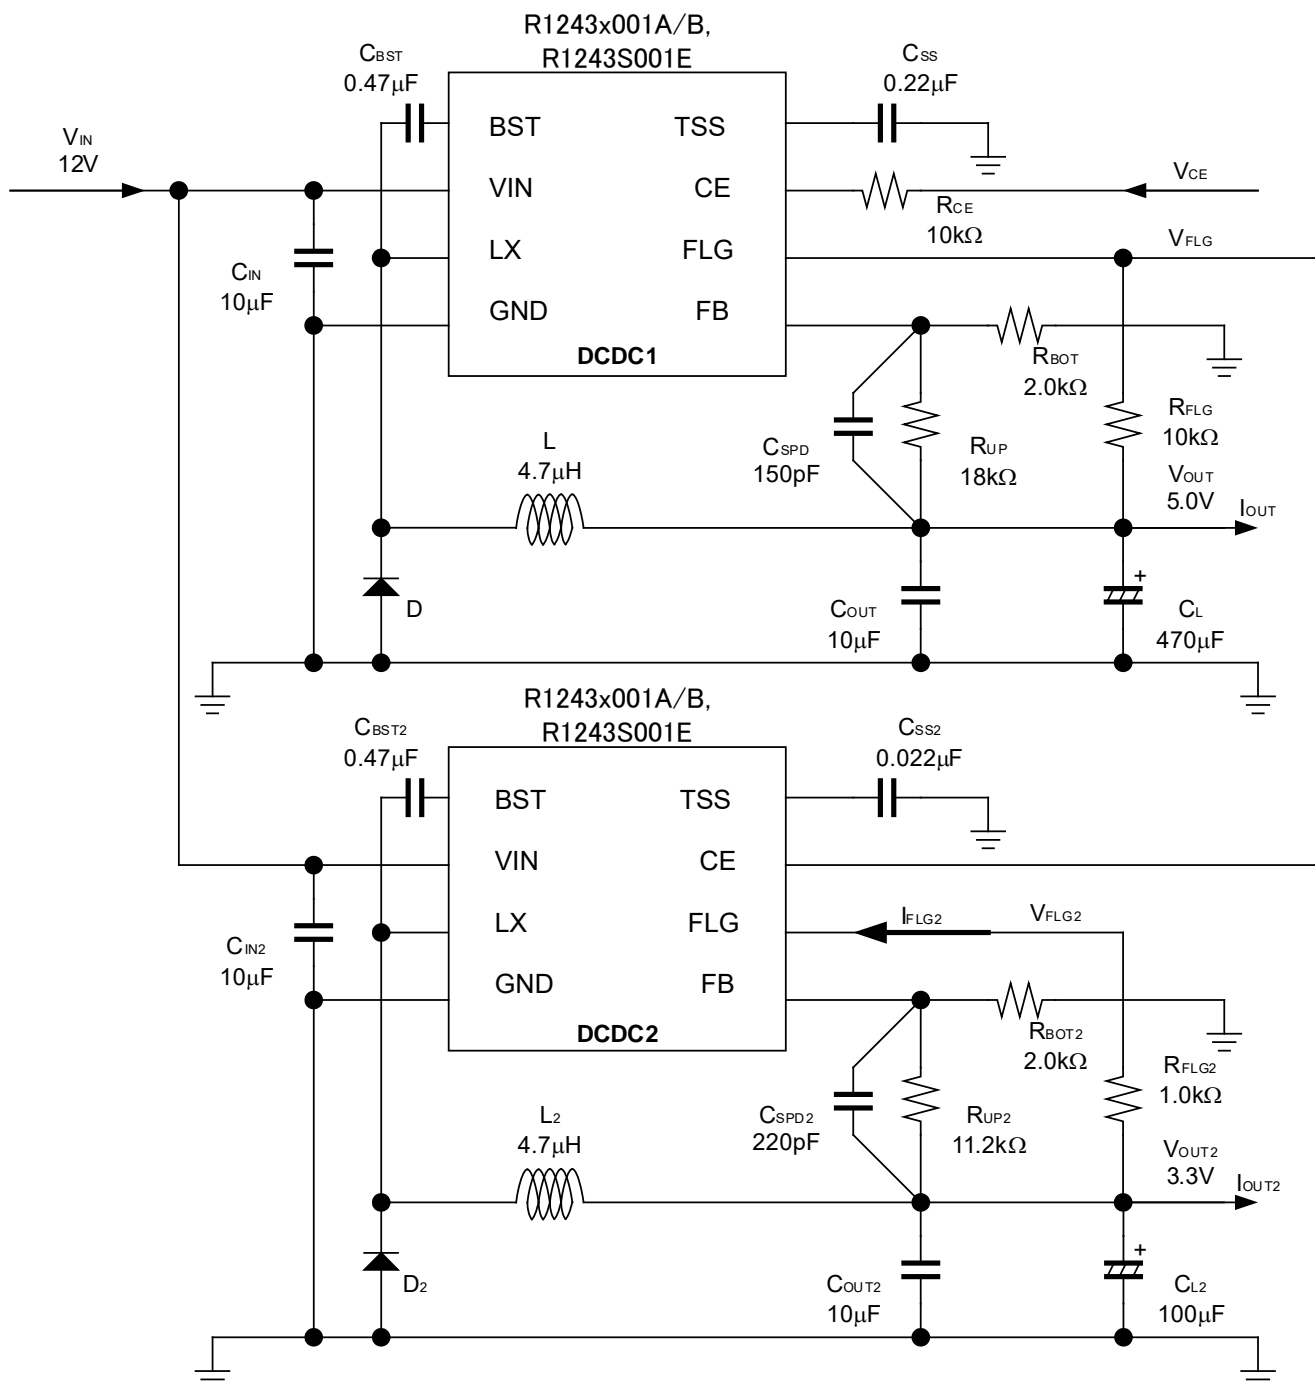 R1243x001A/B,
R1243S001E
CBST
0.47μF
CSS
0.22μF
VIN
12V
BST
TSS
VIN
CE
VCE
RCE
10kΩ
LX
FLG
VFLG
CIN
10μF
GND
FB
DCDC1
RBOT
2.0kΩ
RFLG
10kΩ
L
4.7μH
CSPD
150pF
RUP
18kΩ
VOUT
5.0V
IOUT
D
COUT
10μF
+
CL
470μF
R1243x001A/B,
R1243S001E
CBST2
0.47μF
CSS2
0.022μF
BST
TSS
VIN
CE
LX
FLG
IFLG2
VFLG2
CIN2
10μF
GND
FB
DCDC2
RBOT2
2.0kΩ
RFLG2
1.0kΩ
L2
4.7μH
CSPD2
220pF
RUP2
11.2kΩ
VOUT2
3.3V
IOUT2
D2
COUT2
10μF
+
CL2
100μF